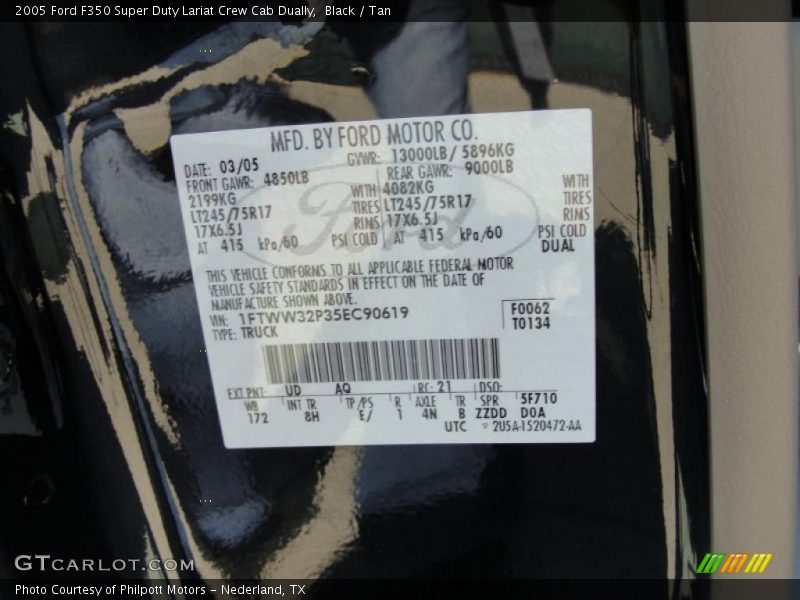 2005 Ford F350 Super Duty Lariat Crew Cab Dually, Black / Tan
MFD. BY FORD MOTOR CO.
DATE: 03/05 GVWR: 13000LB/ 5896KG
FRONT GAWR: 4850LB REAR GAWR: 9000LB
2199KG WITH 4082KG WITH
LT245/75R17 TIRES LT245/75R17 TIRES
17X6.5J RIMS 17X6.5J RIMS
AT 415 kPa/60 PSI COLD AT 415 kPa/60 PSI COLD
DUAL
Ford
THIS VEHICLE CONFORMS TO ALL APPLICABLE FEDERAL MOTOR
VEHICLE SAFETY STANDARDS IN EFFECT ON THE DATE OF
MANUFACTURE SHOWN ABOVE.
VIN: 1FTWW32P35EC90619 F0062
TYPE: TRUCK T0134
EXT PNT: UD AQ RC: 21 DSO:
WB INT TR TP/PS R AXLE TR SPR 5F710
172 8H E/ 1 4N B ZZDD D0A
UTC 2U5A-1520472-AA
GTCARLOT.COM
Photo Courtesy of Philpott Motors - Nederland, TX